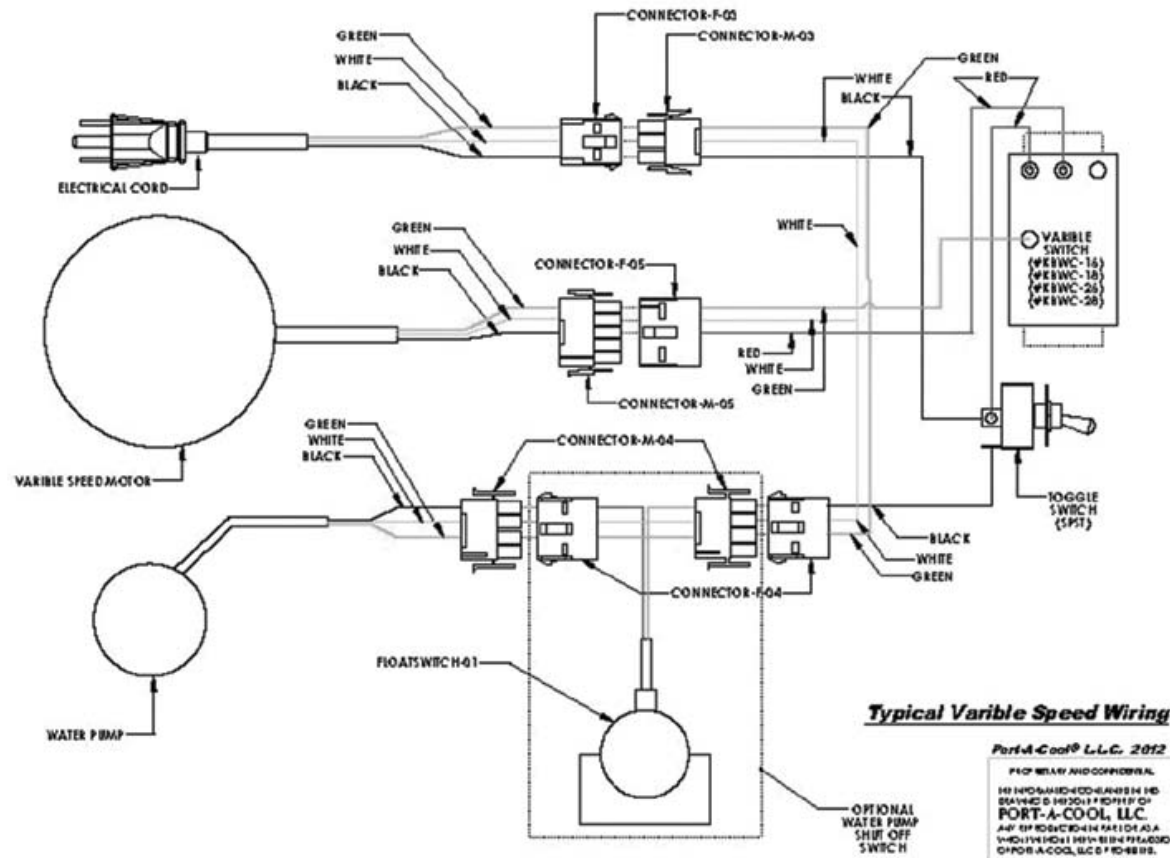 CONNECTOR-F-03
CONNECTOR-M-03
GREEN
WHITE
BLACK
WHITE
BLACK
GREEN
RED
ELECTRICAL CORD
GREEN
WHITE
BLACK
CONNECTOR-F-05
WHITE
VARIBLE
SWITCH
(#KBWC-16)
(#KBWC-18)
(#KBWC-26)
(#KBWC-28)
RED
WHITE
GREEN
CONNECTOR-M-05
GREEN
WHITE
BLACK
CONNECTOR-M-04
VARIBLE SPEED MOTOR
TOGGLE
SWITCH
(SPST)
BLACK
WHITE
GREEN
CONNECTOR-F-04
FLOATSWITCH-01
WATER PUMP
OPTIONAL
WATER PUMP
SHUT OFF
SWITCH
Typical Varible Speed Wiring
Port-A-Cool® L.L.C. 2012
PROPRIETARY AND CONFIDENTIAL
PORT-A-COOL, LLC.